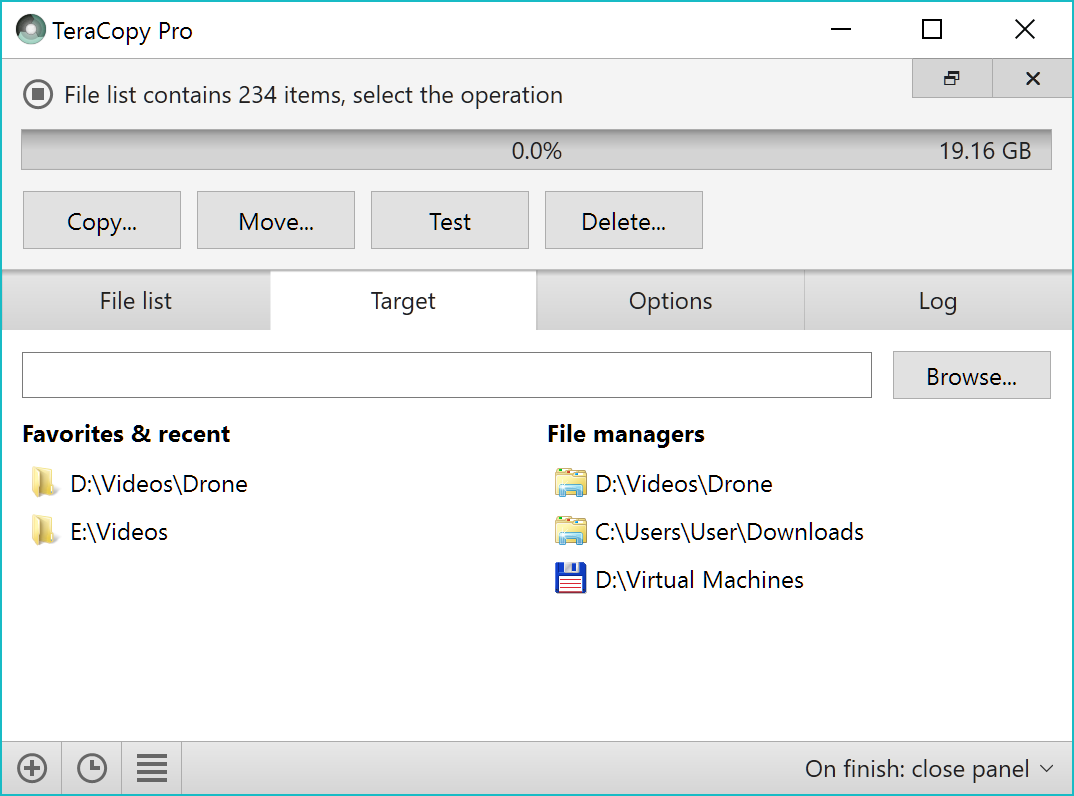 TeraCopy Pro
File list contains 234 items, select the operation
0.0% 19.16 GB
Copy... Move... Test Delete...
File list Target Options Log
Browse...
Favorites & recent
D:\Videos\Drone
E:\Videos
File managers
D:\Videos\Drone
C:\Users\User\Downloads
D:\Virtual Machines
On finish: close panel